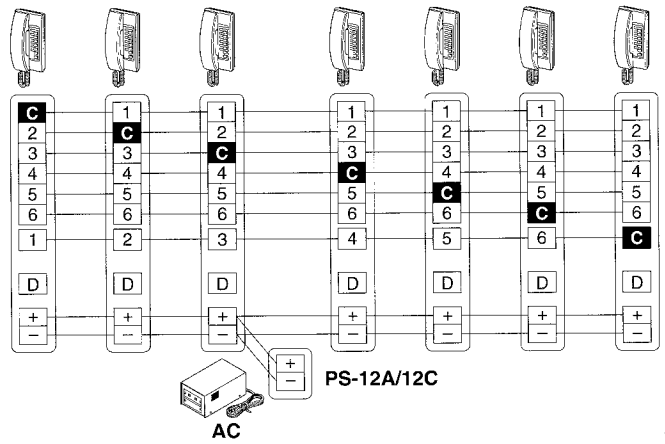 C 1 1 1 1 1 1
2 C 2 2 2 2 2
3 3 C 3 3 3 3
4 4 4 C 4 4 4
5 5 5 5 C 5 5
6 6 6 6 6 C 6
1 2 3 4 5 6 C
D D D D D D D
+ + + + + + +
– – – – – – –
+
–
PS-12A/12C
AC